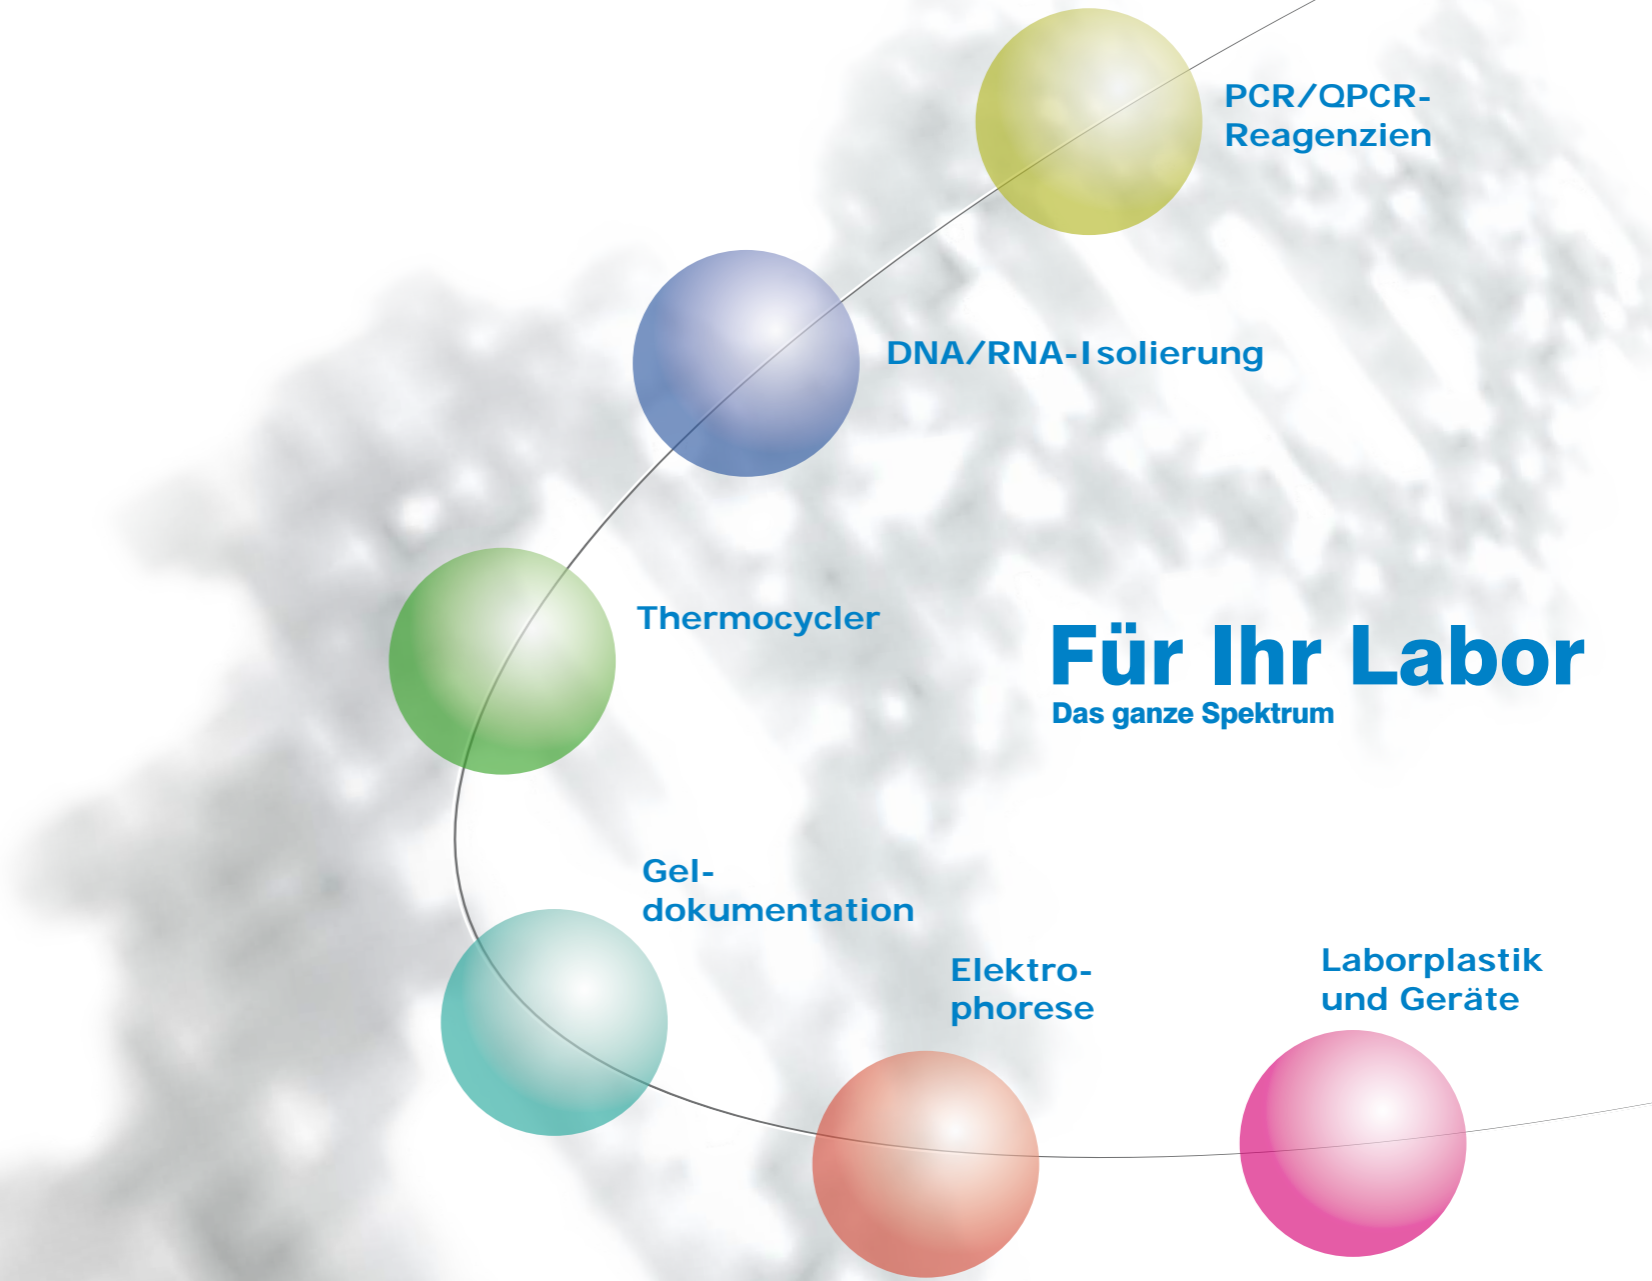 PCR/QPCR-
Reagenzien
DNA/RNA-Isolierung
Thermocycler
Für Ihr Labor
Das ganze Spektrum
Gel-
dokumentation
Elektro-
phorese
Laborplastik
und Geräte